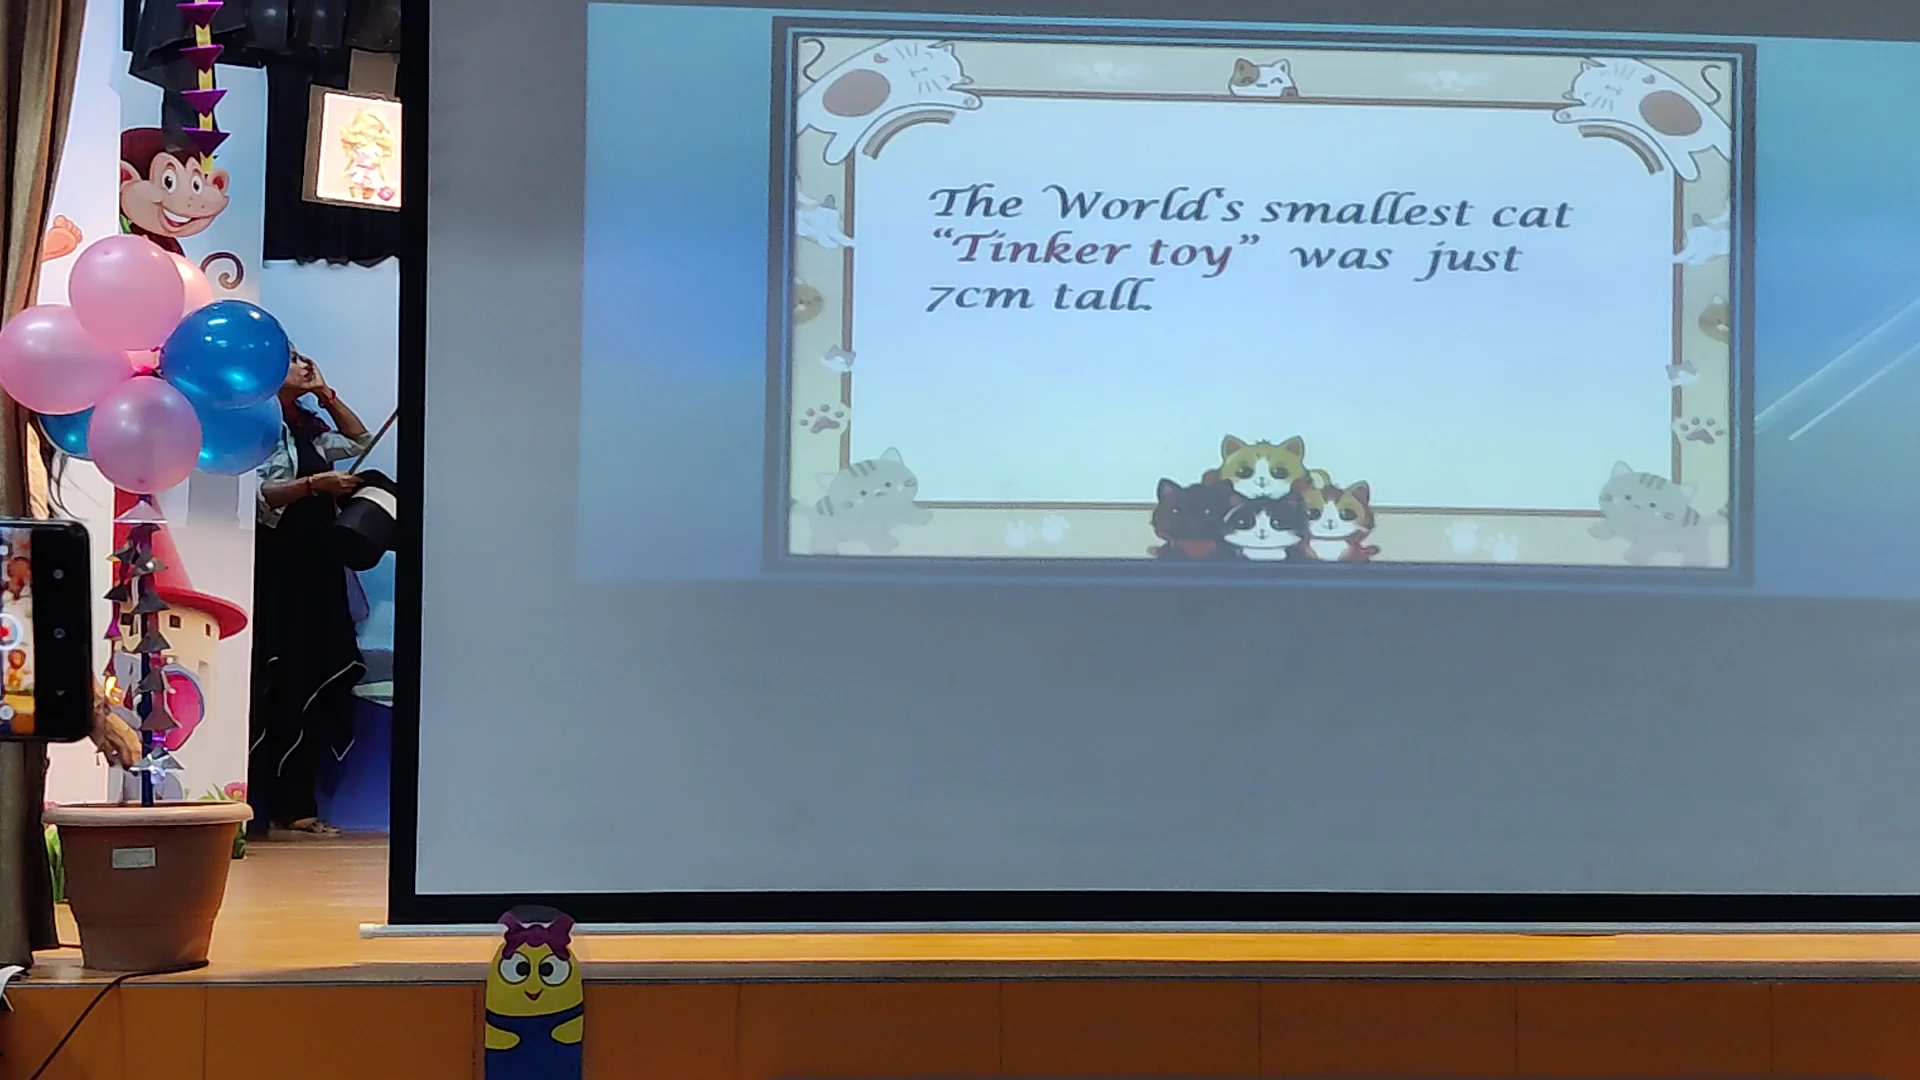 The World's smallest cat
“Tinker toy” was just
7cm tall.